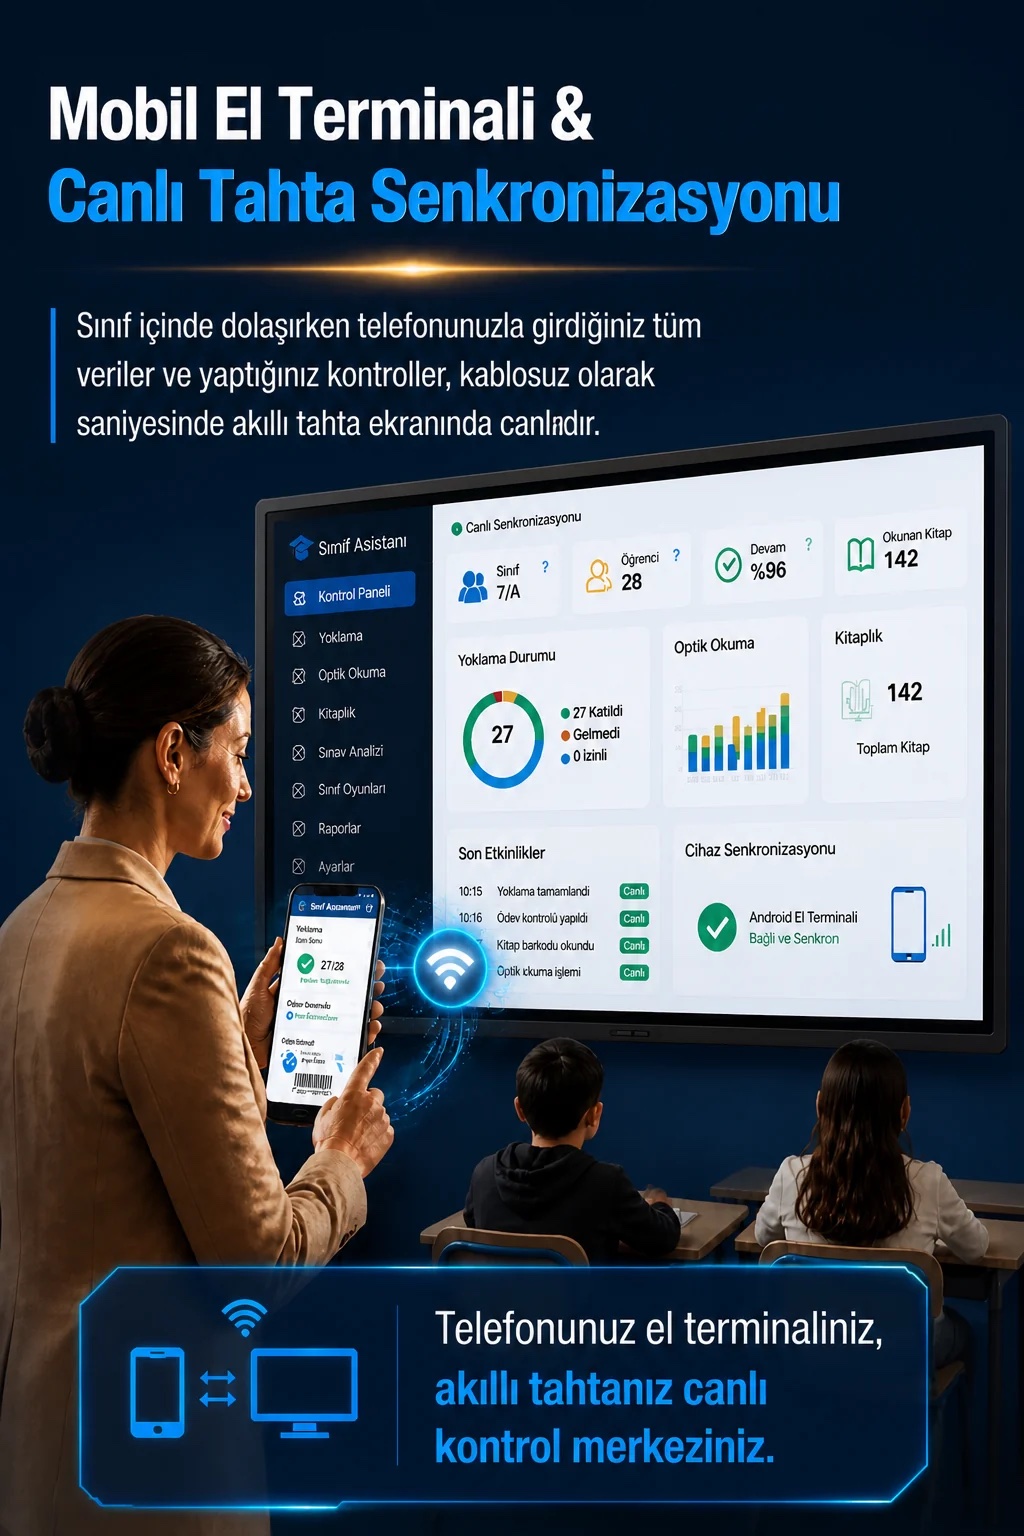 Mobil El Terminali &
Canlı Tahta Senkronizasyonu
Sınıf içinde dolaşırken telefonunuzla girdiğiniz tüm
veriler ve yaptığınız kontroller, kablosuz olarak
saniyesinde akıllı tahta ekranında
Sınıf Asistanı
Kontrol Paneli
Yoklama
Optik Okuma
Kitaplık
Sınav Analizi
Sınıf Oyunları
Raporlar
Ayarlar
Canlı Senkronizasyonu
Sınıf ?
7/A
Öğrenci ?
28
Devam ?
%96
Okunan Kitap
142
Yoklama Durumu
27
27 Katildi
Gelmedi
0 izinli
Optik Okuma
Kitaplık
142
Toplam Kitap
Son Etkinlikler
10:15 Yoklama tamamlandi Canlı
10:16 Ödev kontrolü yapıldı Canlı
Kitap barkodu okundu Canlı
Optik işlemi Canlı
Cihaz Senkronizasyonu
Android El Terminali
Bağli ve Senkron
Yoklama
27/28
Telefonunuz el terminaliniz,
akıllı tahtanız canlı
kontrol merkeziniz.